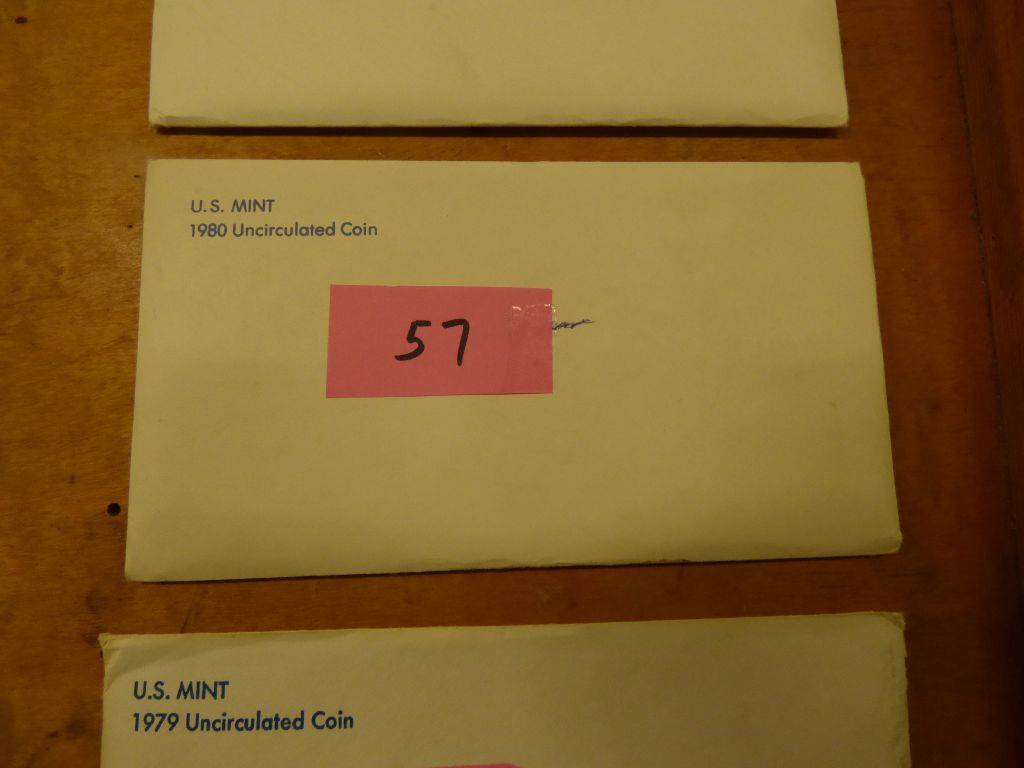 U.S. MINT
1980 Uncirculated Coin
57
U.S. MINT
1979 Uncirculated Coin